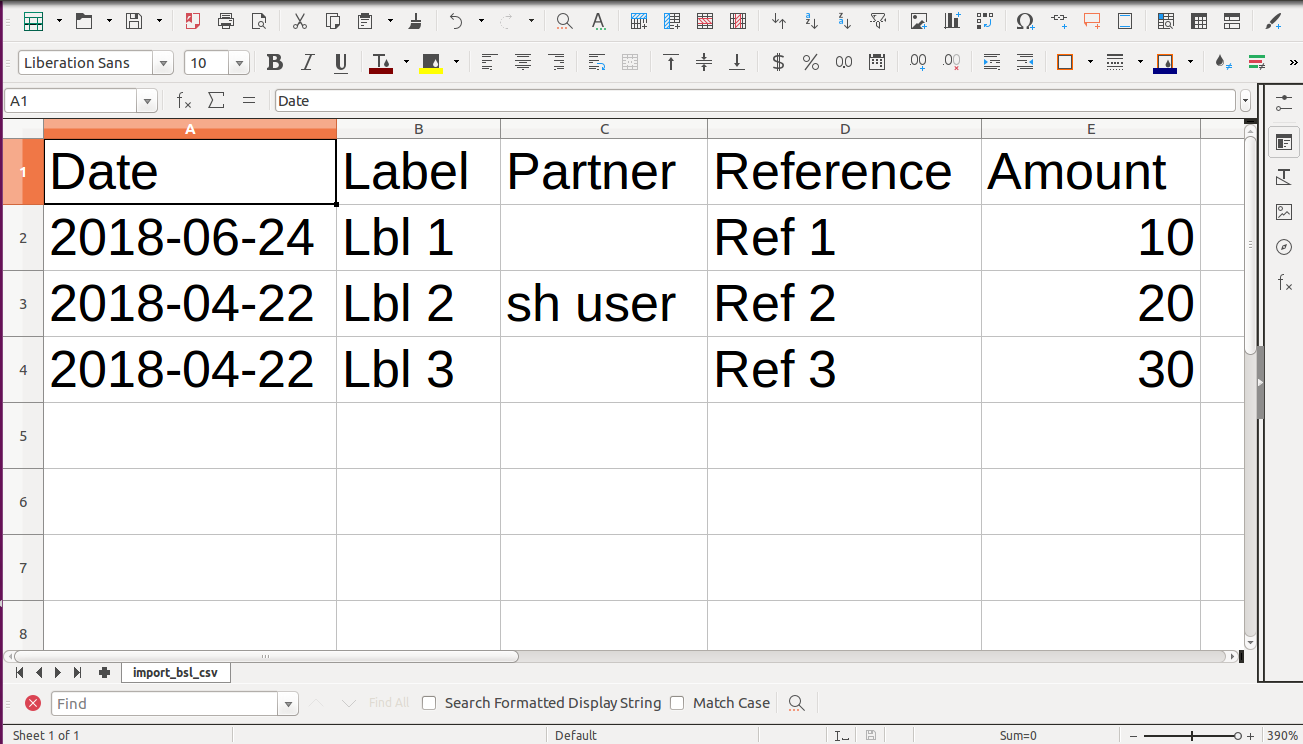 Liberation Sans 10
A1 Date
A B C D E
1 Date Label Partner Reference Amount
2 2018-06-24 Lbl 1 Ref 1 10
3 2018-04-22 Lbl 2 sh user Ref 2 20
4 2018-04-22 Lbl 3 Ref 3 30
5
6
7
8
import_bsl_csv
Find Find All Search Formatted Display String Match Case
Sheet 1 of 1 Default Sum=0 390%